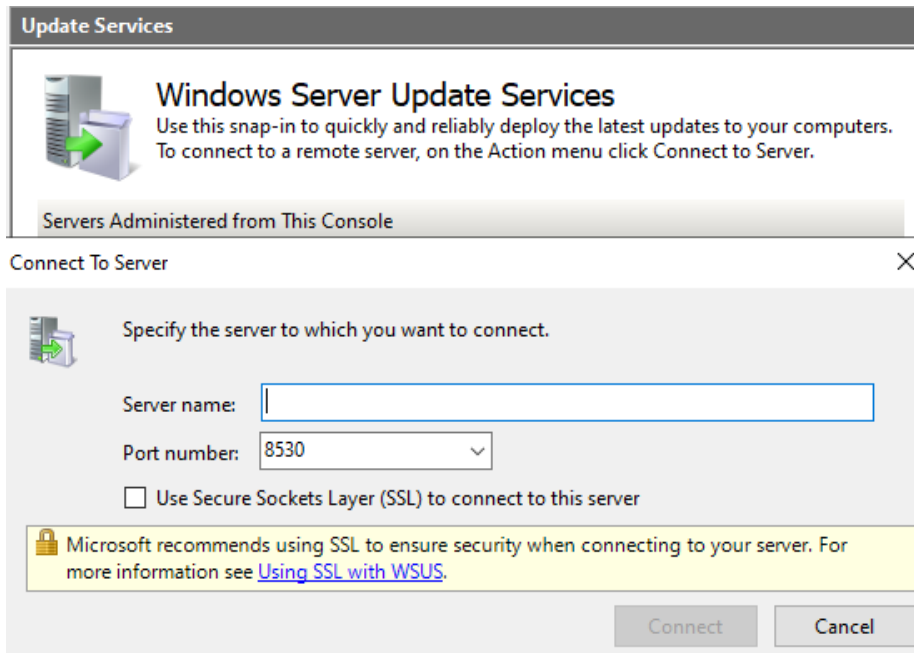 Update Services
Windows Server Update Services
Use this snap-in to quickly and reliably deploy the latest updates to your computers.
To connect to a remote server, on the Action menu click Connect to Server.
Servers Administered from This Console
Connect To Server
Specify the server to which you want to connect.
Server name:
Port number: 8530
Use Secure Sockets Layer (SSL) to connect to this server
Microsoft recommends using SSL to ensure security when connecting to your server. For
more information see Using SSL with WSUS.
Connect Cancel